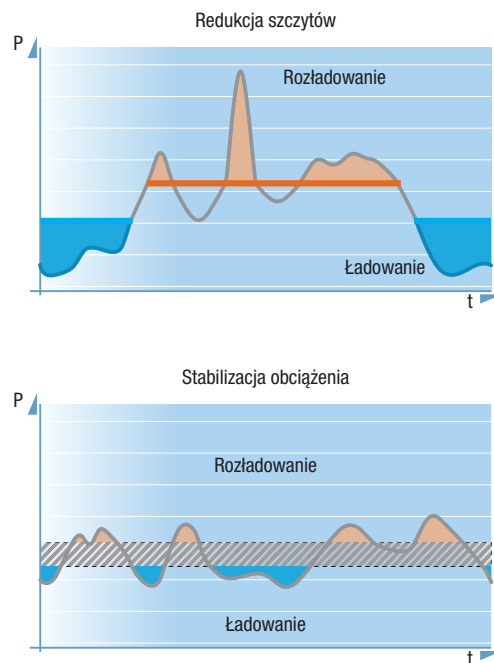 Redukcja szczytów
P
Rozładowanie
Ładowanie
t
Stabilizacja obciążenia
P
Rozładowanie
Ładowanie
t